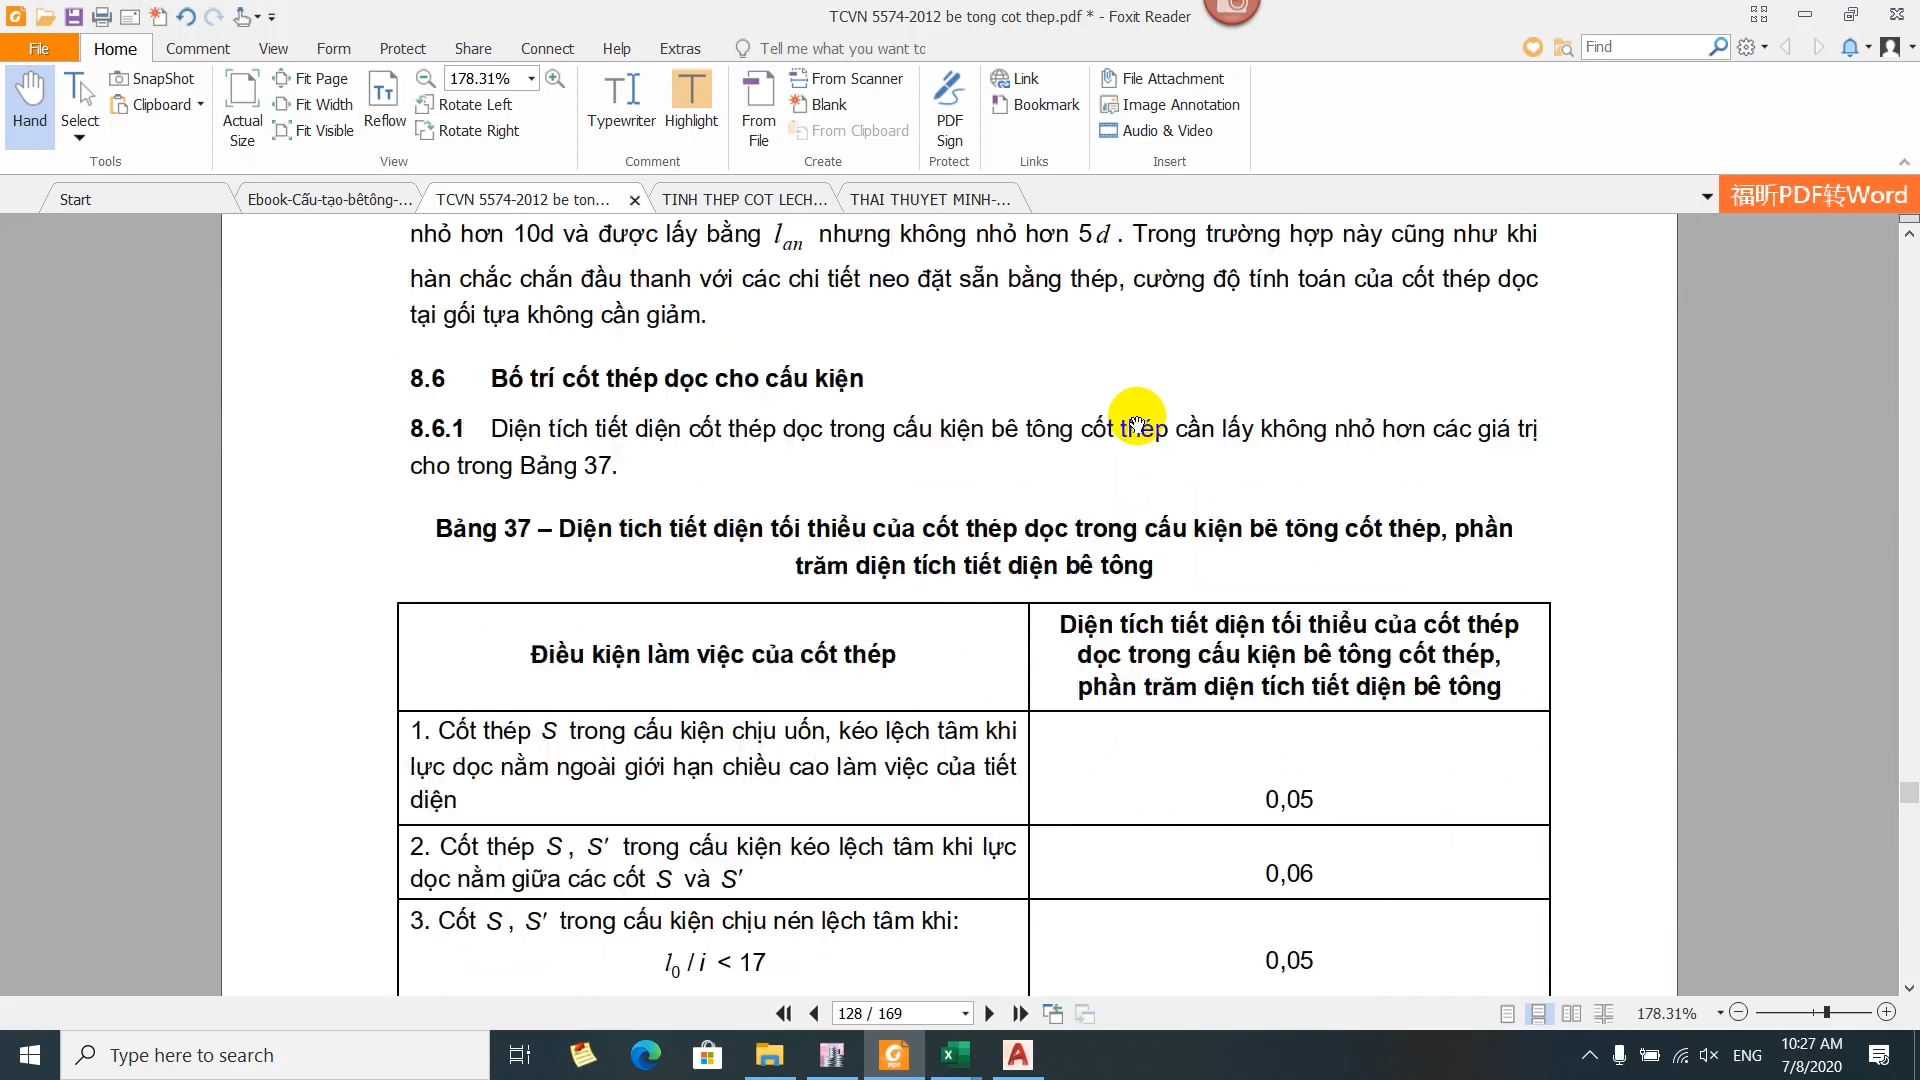 TCVN 5574-2012 be tong cot thep.pdf * - Foxit Reader
File Home Comment View Form Protect Share Connect Help Extras Tell me what you want to Find
Hand
Select
SnapShot
Clipboard
Tools
Actual Size
Fit Page
Fit Width
Fit Visible
Reflow
178.31%
Rotate Left
Rotate Right
View
Typewriter
Highlight
Comment
From File
From Scanner
Blank
From Clipboard
Create
PDF Sign
Protect
Link
Bookmark
Links
File Attachment
Image Annotation
Audio & Video
Insert
Start Ebook-Cấu-tạo-bêtông-... TCVN 5574-2012 be ton... TINH THEP COT LECH... THAI THUYET MINH-... 福昕PDF转Word
nhỏ hơn 10d và được lấy bằng l_an nhưng không nhỏ hơn 5d. Trong trường hợp này cũng như khi
hàn chắc chắn đầu thanh với các chi tiết neo đặt sẵn bằng thép, cường độ tính toán của cốt thép dọc
tại gối tựa không cần giảm.
8.6 Bố trí cốt thép dọc cho cấu kiện
8.6.1 Diện tích tiết diện cốt thép dọc trong cấu kiện bê tông cốt thép cần lấy không nhỏ hơn các giá trị
cho trong Bảng 37.
Bảng 37 – Diện tích tiết diện tối thiểu của cốt thép dọc trong cấu kiện bê tông cốt thép, phần
trăm diện tích tiết diện bê tông
Điều kiện làm việc của cốt thép
Diện tích tiết diện tối thiểu của cốt thép
dọc trong cấu kiện bê tông cốt thép,
phần trăm diện tích tiết diện bê tông
1. Cốt thép S trong cấu kiện chịu uốn, kéo lệch tâm khi
lực dọc nằm ngoài giới hạn chiều cao làm việc của tiết
diện
0,05
2. Cốt thép S, S′ trong cấu kiện kéo lệch tâm khi lực
dọc nằm giữa các cốt S và S′
0,06
3. Cốt S, S′ trong cấu kiện chịu nén lệch tâm khi:
l₀ / i < 17
0,05
128 / 169
178.31%
Type here to search
ENG
10:27 AM
7/8/2020